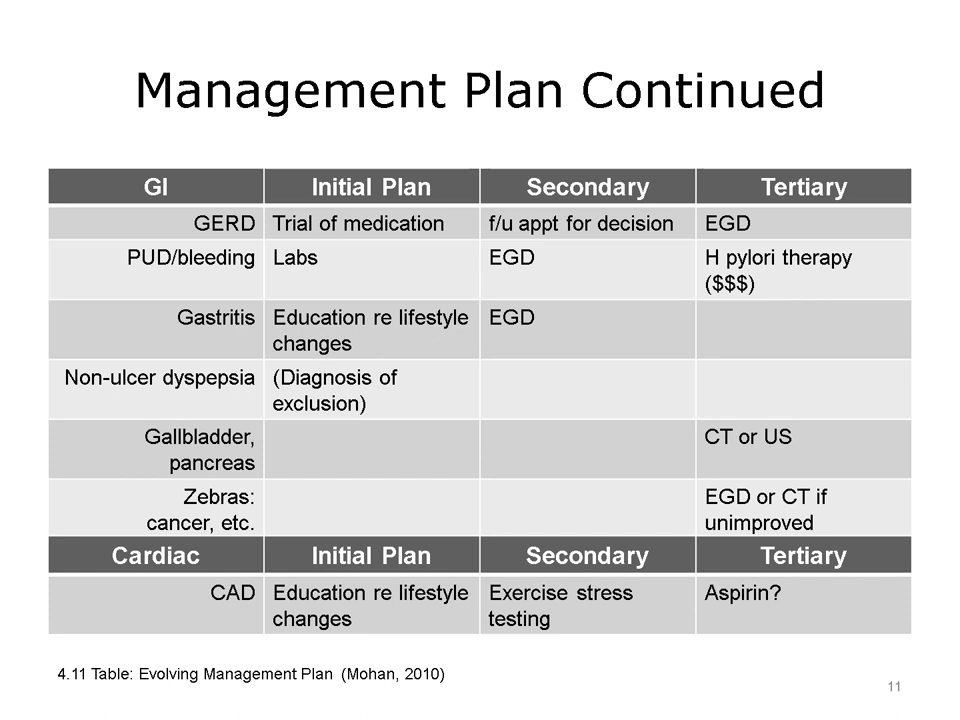 Management Plan Continued
GI Initial Plan Secondary Tertiary
GERD Trial of medication f/u appt for decision EGD
PUD/bleeding Labs EGD H pylori therapy
($$$)
Gastritis Education re lifestyle EGD
changes
Non-ulcer dyspepsia (Diagnosis of
exclusion)
Gallbladder, CT or US
pancreas
Zebras: EGD or CT if
cancer, etc. unimproved
Cardiac Initial Plan Secondary Tertiary
CAD Education re lifestyle Exercise stress Aspirin?
changes testing
4.11 Table: Evolving Management Plan (Mohan, 2010)
11